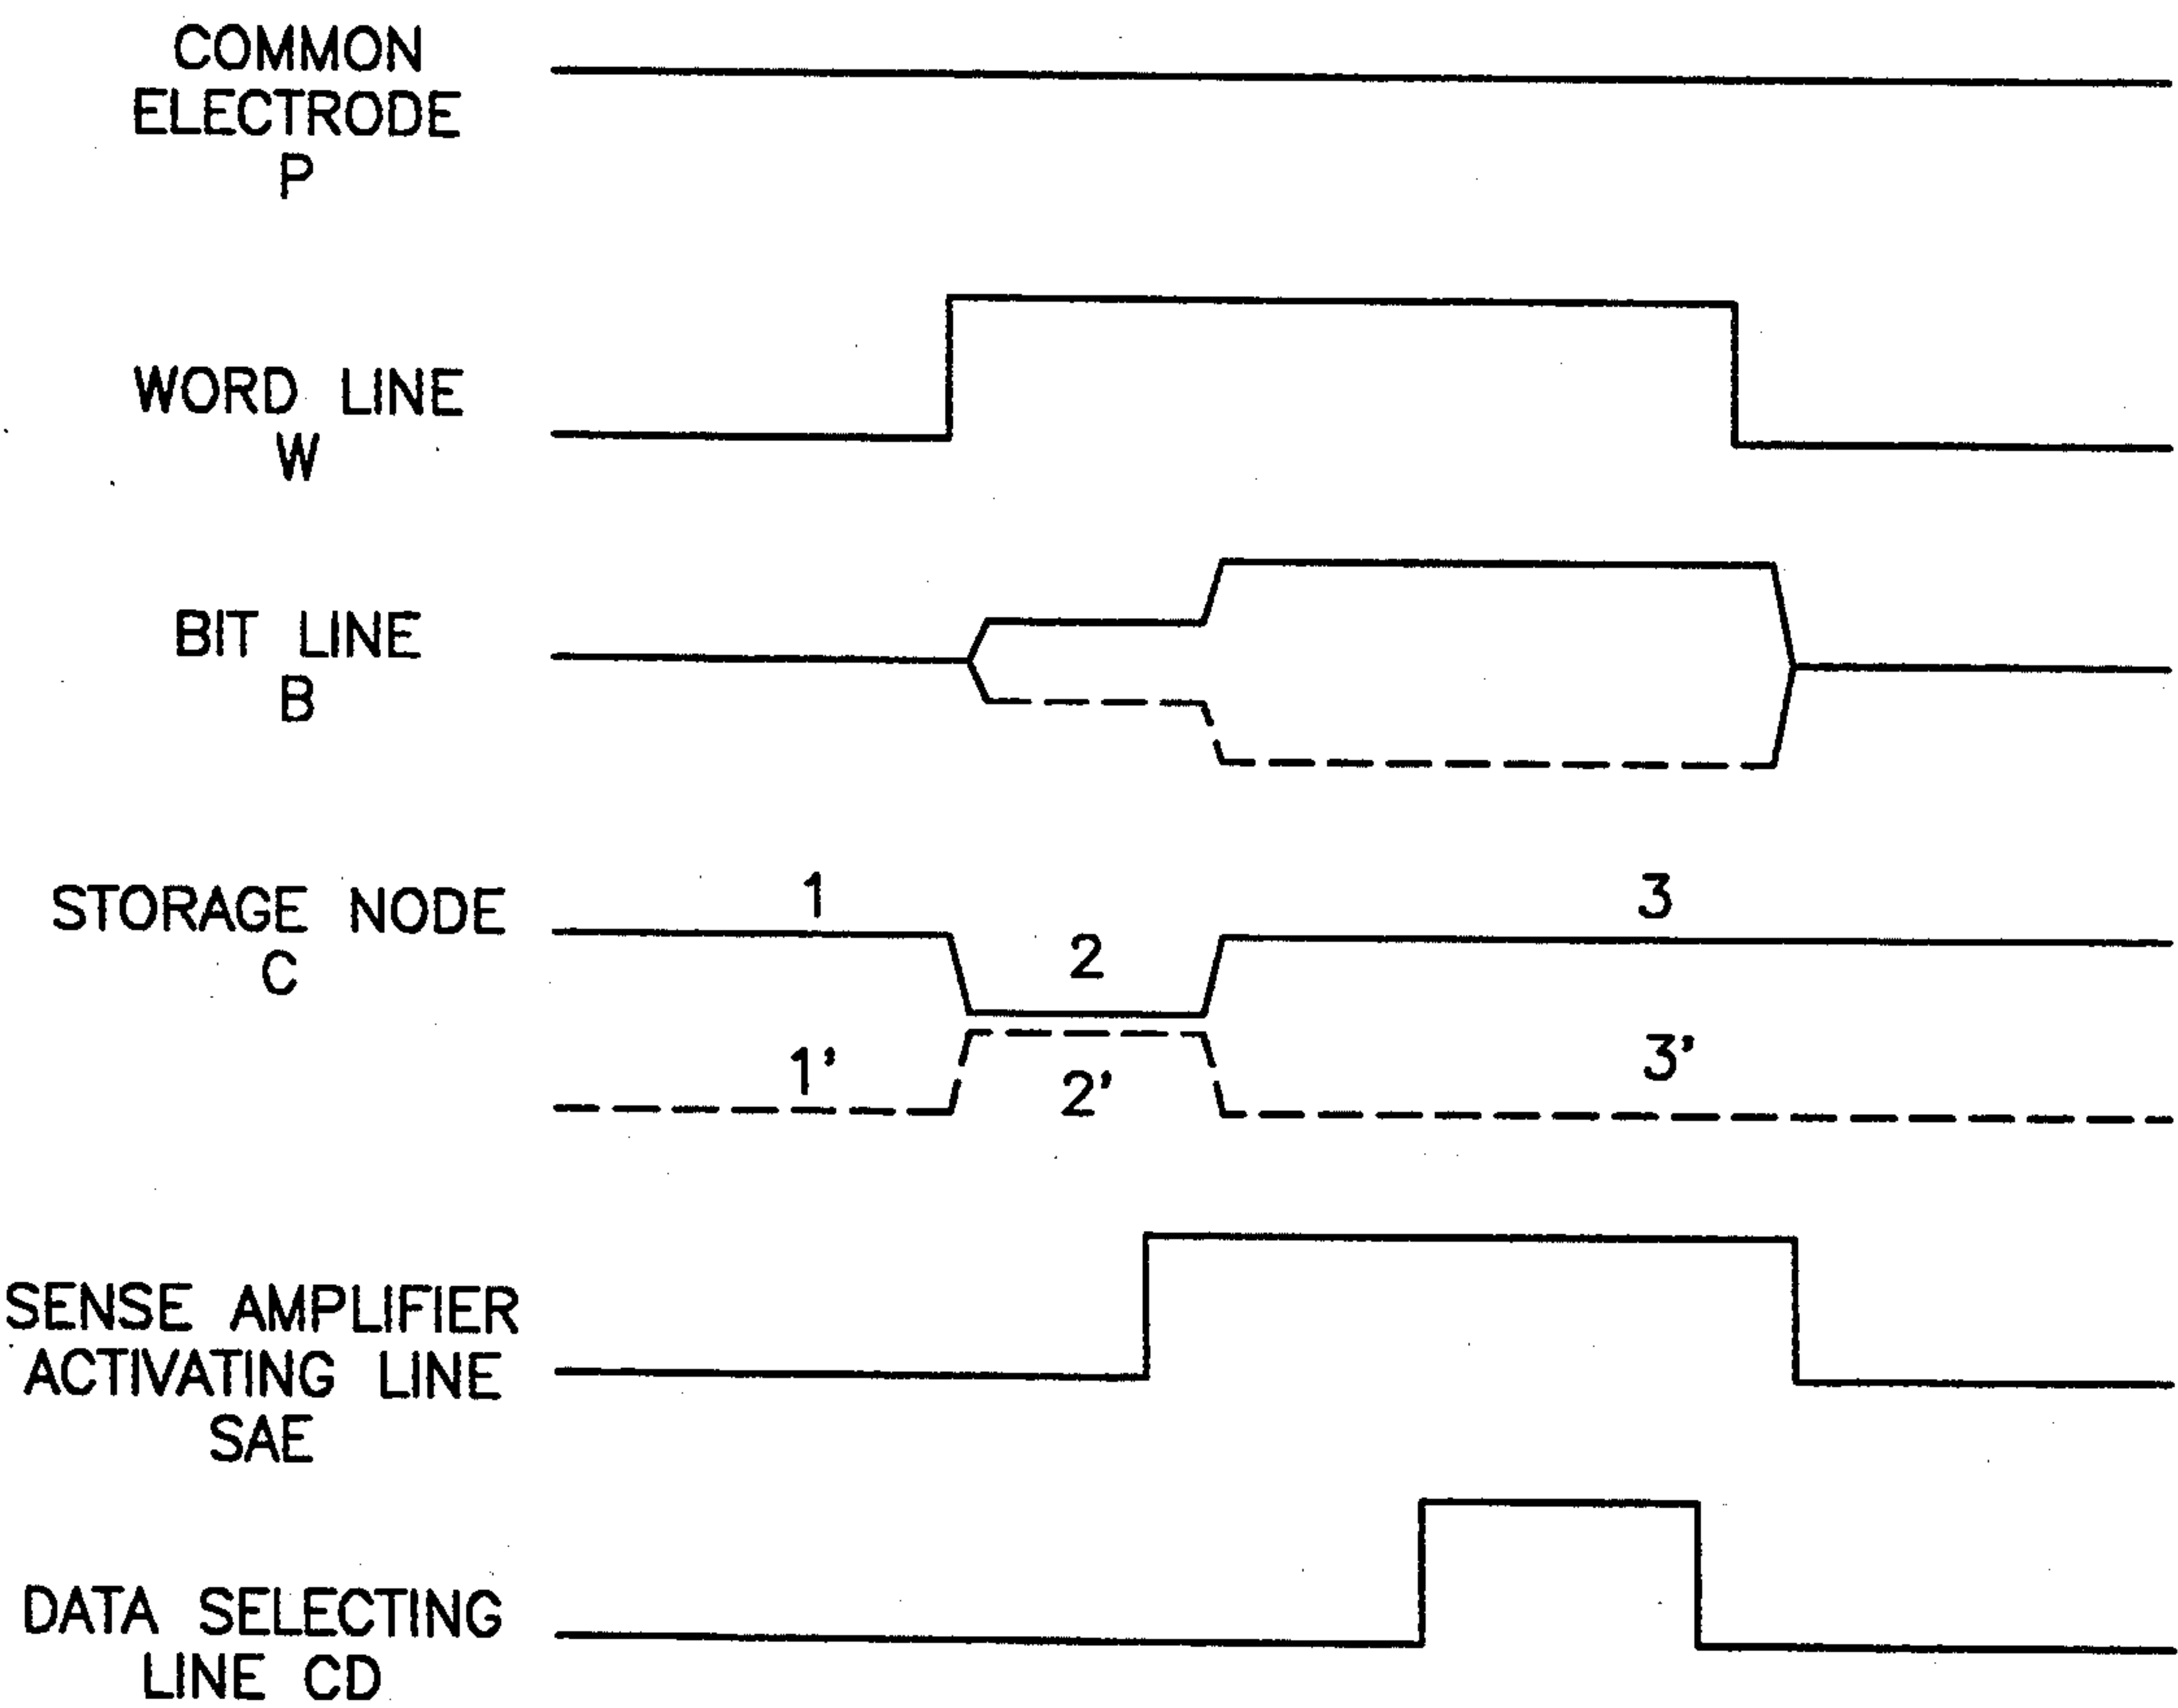 COMMON
ELECTRODE
P
WORD LINE
W
BIT LINE
B
STORAGE NODE
C
1
2
3
1'
2'
3'
SENSE AMPLIFIER
ACTIVATING LINE
SAE
DATA SELECTING
LINE CD